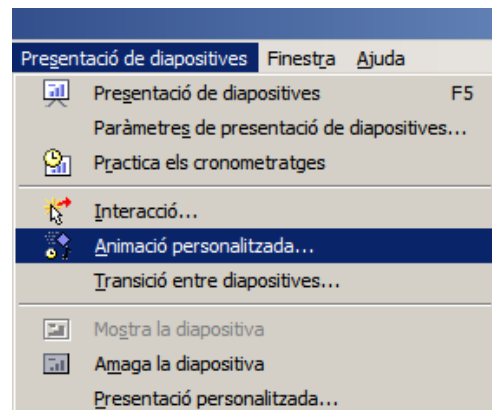 Presentació de diapositives Finestra Ajuda
Presentació de diapositives F5
Paràmetres de presentació de diapositives...
Practica els cronometratges
Interacció...
Animació personalitzada...
Transició entre diapositives...
Mostra la diapositiva
Amaga la diapositiva
Presentació personalitzada...